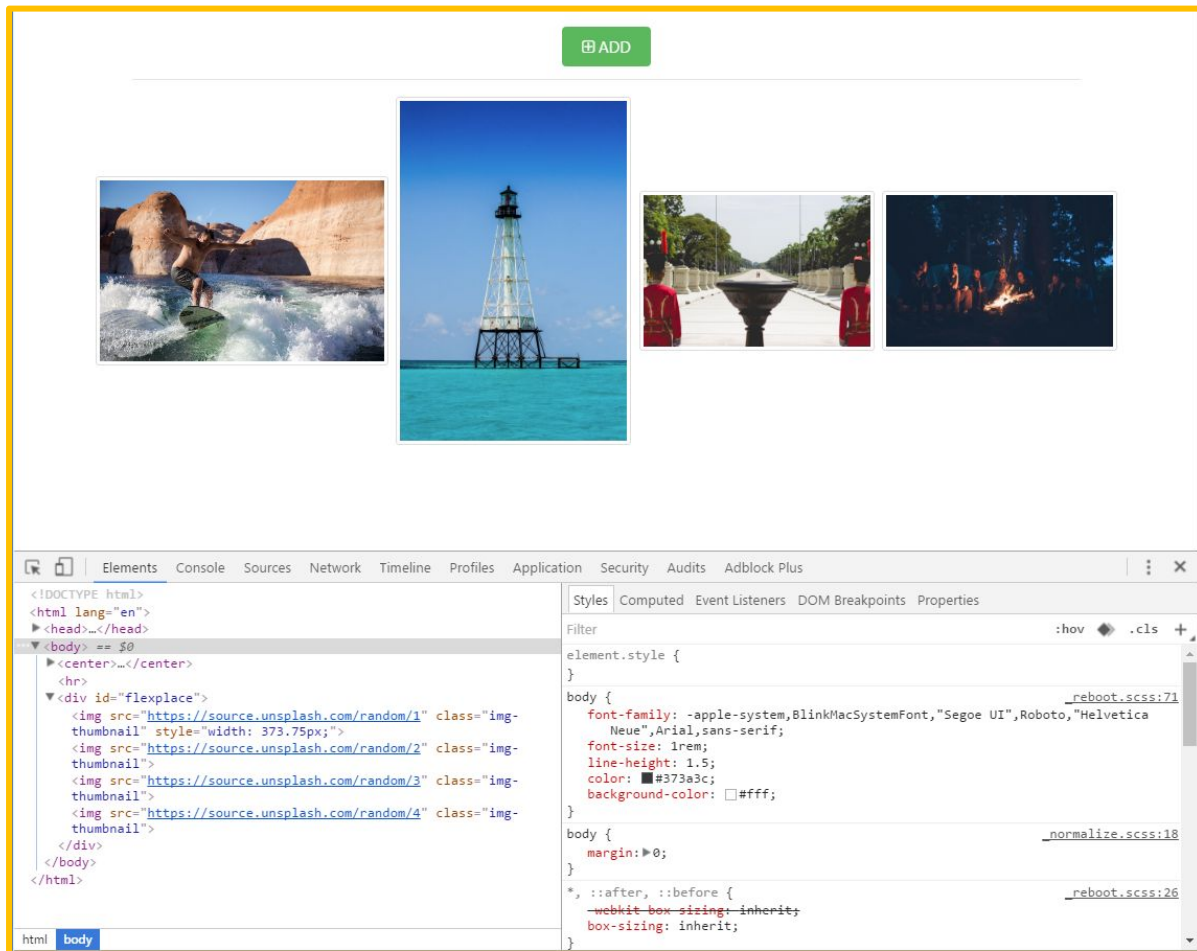 ADD
Elements Console Sources Network Timeline Profiles Application Security Audits Adblock Plus
<!DOCTYPE html>
<html lang="en">
<head>…</head>
<body> == $0
<center>…</center>
<hr>
<div id="flexplace">
<img src="https://source.unsplash.com/random/1" class="img-
thumbnail" style="width: 373.75px;">
<img src="https://source.unsplash.com/random/2" class="img-
thumbnail">
<img src="https://source.unsplash.com/random/3" class="img-
thumbnail">
<img src="https://source.unsplash.com/random/4" class="img-
thumbnail">
</div>
</body>
</html>
html body
Styles Computed Event Listeners DOM Breakpoints Properties
Filter :hov .cls +
element.style {
}
body { _reboot.scss:71
font-family: -apple-system,BlinkMacSystemFont,"Segoe UI",Roboto,"Helvetica
Neue",Arial,sans-serif;
font-size: 1rem;
line-height: 1.5;
color: #373a3c;
background-color: #fff;
}
body { _normalize.scss:18
margin: 0;
}
*, ::after, ::before { _reboot.scss:26
-webkit-box-sizing: inherit;
box-sizing: inherit;
}